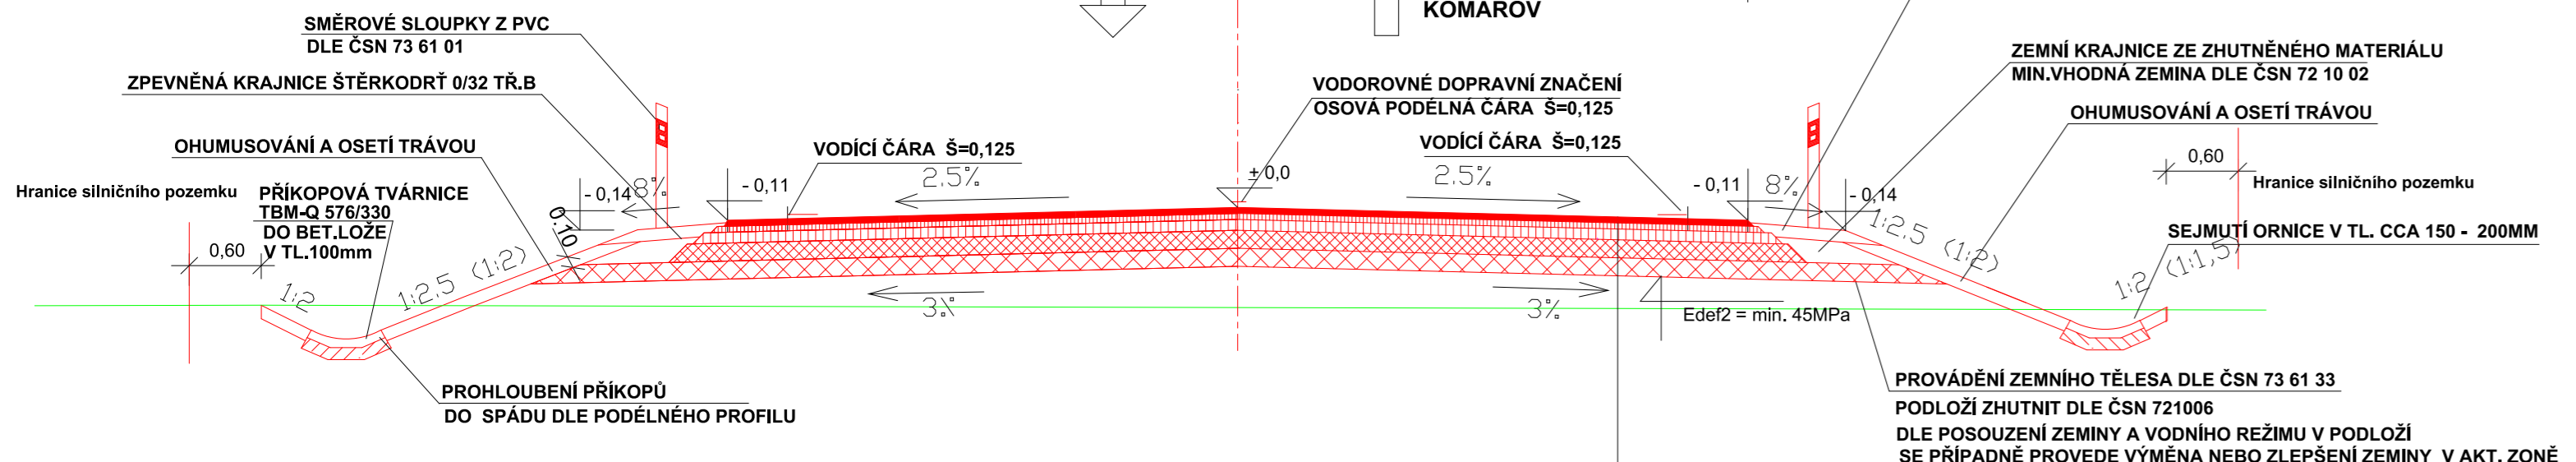 KOMÁROV
SMĚROVÉ SLOUPKY Z PVC
DLE ČSN 73 61 01
ZPEVNĚNÁ KRAJNICE ŠTĚRKODRŤ 0/32 TŘ.B
OHUMUSOVÁNÍ A OSETÍ TRÁVOU
Hranice silničního pozemku
PŘÍKOPOVÁ TVÁRNICE
TBM-Q 576/330
DO BET.LOŽE
V TL.100mm
0,60
1:2
1:2.5 (1:2)
0.10
- 0,14
8%
- 0,11
VODÍCÍ ČÁRA Š=0,125
2.5%
3%
PROHLOUBENÍ PŘÍKOPŮ
DO SPÁDU DLE PODÉLNÉHO PROFILU
VODOROVNÉ DOPRAVNÍ ZNAČENÍ
OSOVÁ PODÉLNÁ ČÁRA Š=0,125
± 0,0
VODÍCÍ ČÁRA Š=0,125
2.5%
- 0,11
8%
- 0,14
3%
Edef2 = min. 45MPa
ZEMNÍ KRAJNICE ZE ZHUTNĚNÉHO MATERIÁLU
MIN.VHODNÁ ZEMINA DLE ČSN 72 10 02
OHUMUSOVÁNÍ A OSETÍ TRÁVOU
0,60
Hranice silničního pozemku
1:2.5 (1:2)
SEJMUTÍ ORNICE V TL. CCA 150 - 200MM
1:2 (1:1,5)
PROVÁDĚNÍ ZEMNÍHO TĚLESA DLE ČSN 73 61 33
PODLOŽÍ ZHUTNIT DLE ČSN 721006
DLE POSOUZENÍ ZEMINY A VODNÍHO REŽIMU V PODLOŽÍ
SE PŘÍPADNĚ PROVEDE VÝMĚNA NEBO ZLEPŠENÍ ZEMINY V AKT. ZONĚ